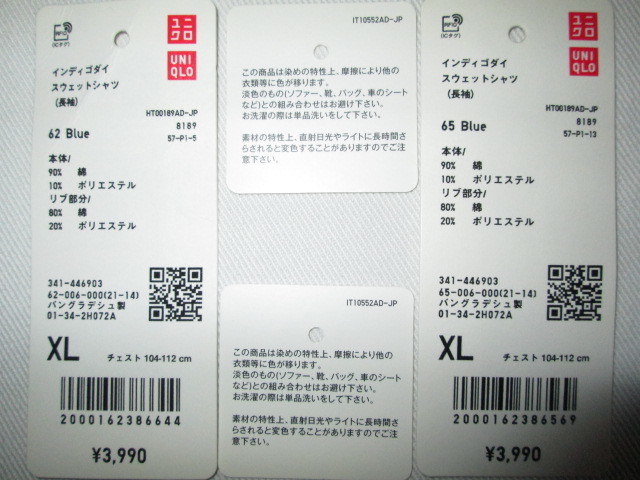 RFID
(ICタグ)
ユニ
クロ
UNI
QLO
インディゴダイ
スウェットシャツ
(長袖)
HT00189AD-JP
8189
62 Blue
57-P1-5
本体/
90% 綿
10% ポリエステル
リブ部分/
80% 綿
20% ポリエステル
341-446903
62-006-000(21-14)
バングラデシュ製
01-34-2H072A
XL チェスト 104-112 cm
2000162386644
¥3,990
IT10552AD-JP
この商品は染めの特性上、摩擦により他の
衣類等に色が移ります。
淡色のもの(ソファー、靴、バッグ、車のシート
など)との組み合わせはお避け下さい。
お洗濯の際は単品洗いをして下さい。
素材の特性上、直射日光やライトに長時間さ
らされると変色することがありますのでご注
意下さい。
IT10552AD-JP
この商品は染めの特性上、摩擦により他の
衣類等に色が移ります。
淡色のもの(ソファー、靴、バッグ、車のシート
など)との組み合わせはお避け下さい。
お洗濯の際は単品洗いをして下さい。
素材の特性上、直射日光やライトに長時間さ
らされると変色することがありますのでご注
意下さい。
RFID
(ICタグ)
ユニ
クロ
UNI
QLO
インディゴダイ
スウェットシャツ
(長袖)
HT00189AD-JP
8189
65 Blue
57-P1-13
本体/
90% 綿
10% ポリエステル
リブ部分/
80% 綿
20% ポリエステル
341-446903
65-006-000(21-14)
バングラデシュ製
01-34-2H072A
XL チェスト 104-112 cm
2000162386569
¥3,990